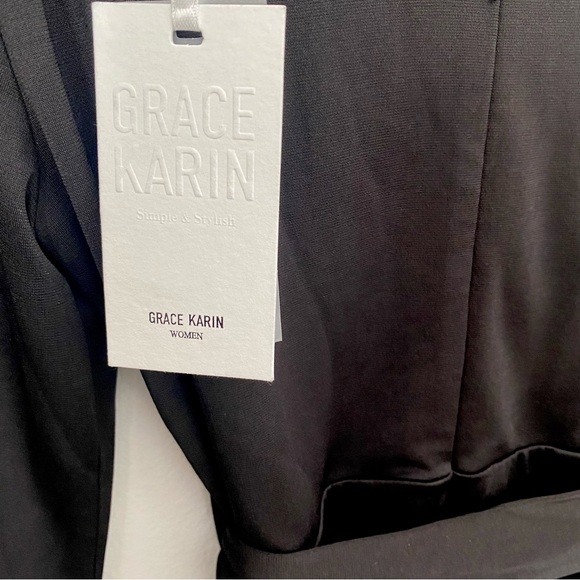 GRACE
KARIN
Simple & Stylish
GRACE KARIN
WOMEN